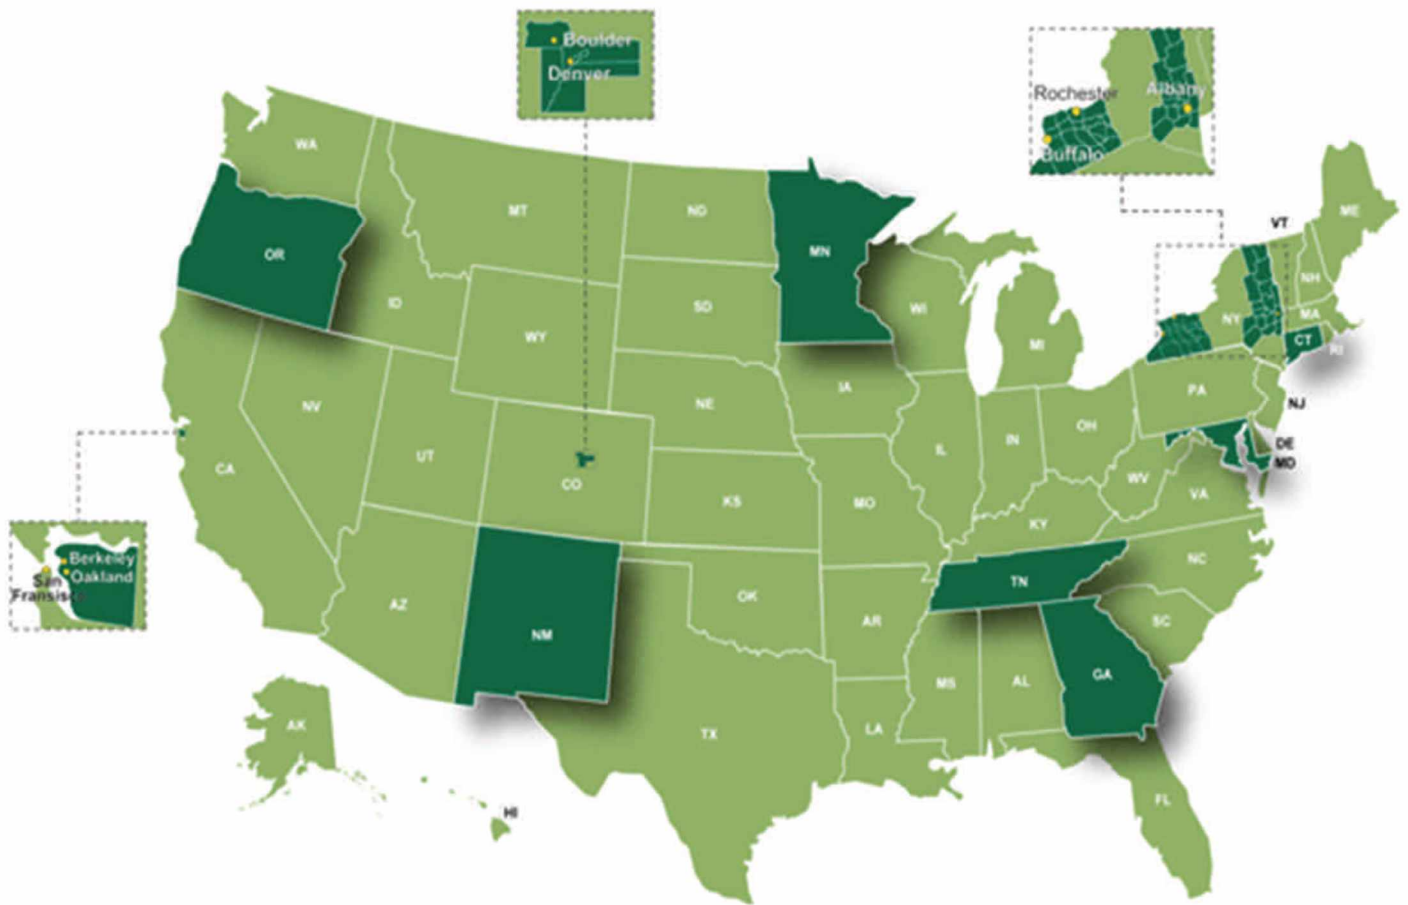 Boulder
Denver
Rochester
Albany
Buffalo
WA
MT
ND
MN
VT
ME
OR
ID
SD
WI
NH
NY
MA
WY
MI
CT
RI
IA
PA
NV
NE
NJ
OH
IN
IL
UT
CO
CA
DE
MD
WV
VA
KS
MO
KY
Berkeley
San Oakland
Fransisco
NC
TN
AZ
OK
AR
SC
NM
MS
AL
GA
AK
TX
LA
HI
FL